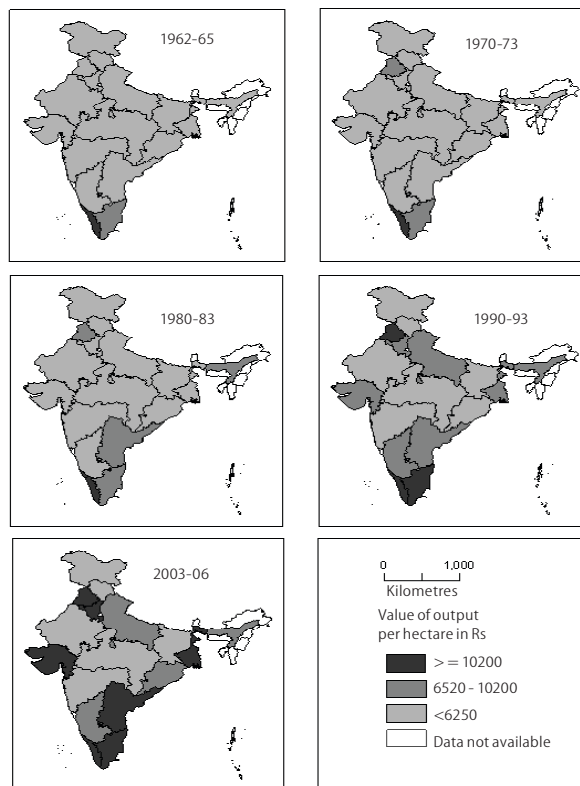 1962-65
1970-73
1980-83
1990-93
2003-06
0 1,000
Kilometres
Value of output
per hectare in Rs
> = 10200
6520 - 10200
<6250
Data not available